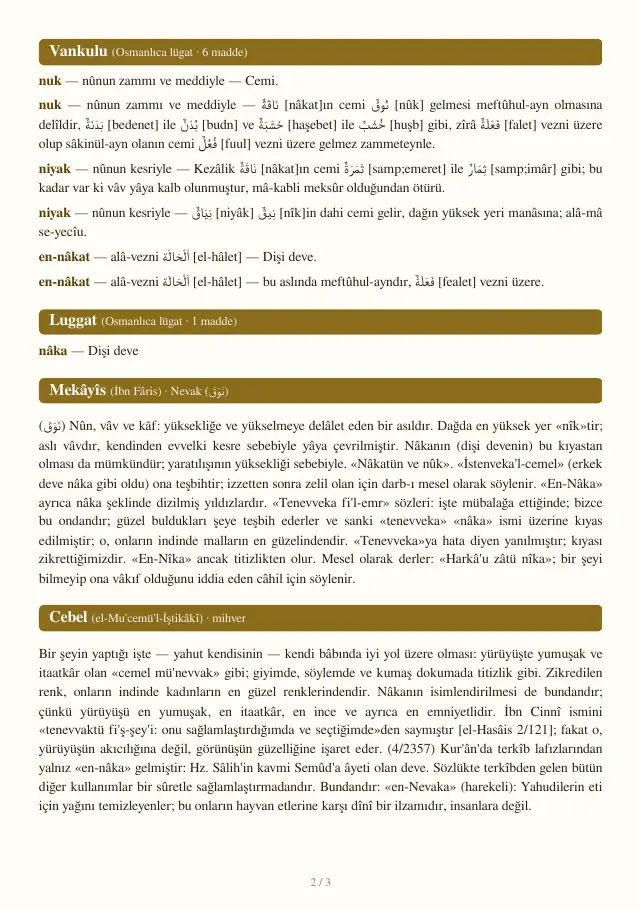 Vankulu (Osmanlıca lügat · 6 madde)
nuk — nûnun zammı ve meddiyle — Cemi.
nuk — nûnun zammı ve meddiyle — نَاقَةٌ [nâkat]ın cemi نُوقٌ [nûk] gelmesi meftûhul-ayn olmasına
delîldir, بَدَنَةٌ [bedenet] ile بُدْنٌ [budn] ve خَشَبَةٌ [haşebet] ile خُشْبٌ [huşb] gibi, zîrâ فَعْلَةٌ [falet] vezni üzere
olup sâkinül-ayn olanın cemi فُعُلٌ [fuul] vezni üzere gelmez zammeteynle.
niyak — nûnun kesriyle — Kezâlik نَاقَةٌ [nâkat]ın cemi ثَمَرَةٌ [samp;emeret] ile ثِمَارٌ [samp;imâr] gibi; bu
kadar var ki vâv yâya kalb olunmuştur, mâ-kabli meksûr olduğundan ötürü.
niyak — nûnun kesriyle — نِيَاقٌ [niyâk] نِيقٌ [nîk]in dahi cemi gelir, dağın yüksek yeri manâsına; alâ-mâ
se-yecîu.
en-nâkat — alâ-vezni اَلْحَالَة [el-hâlet] — Dişi deve.
en-nâkat — alâ-vezni اَلْحَالَة [el-hâlet] — bu aslında meftûhul-ayndır, فَعَلَةٌ [fealet] vezni üzere.
Luggat (Osmanlıca lügat · 1 madde)
nâka — Dişi deve
Mekâyîs (İbn Fâris) · Nevak (نَوَقَ)
(نَوَقَ) Nûn, vâv ve kāf: yüksekliğe ve yükselmeye delâlet eden bir asıldır. Dağda en yüksek yer «nîk»tir;
aslı vâvdır, kendinden evvelki kesre sebebiyle yâya çevrilmiştir. Nâkanın (dişi devenin) bu kıyastan
olması da mümkündür; yaratılışının yüksekliği sebebiyle. «Nâkatün ve nûk». «İstenveka'l-cemel» (erkek
deve nâka gibi oldu) ona teşbihtir; izzetten sonra zelil olan için darb-ı mesel olarak söylenir. «En-Nâka»
ayrıca nâka şeklinde dizilmiş yıldızlardır. «Tenevveka fi'l-emr» sözleri: işte mübalağa ettiğinde; bizce
bu ondandır; güzel buldukları şeye teşbih ederler ve sanki «tenevveka» «nâka» ismi üzerine kıyas
edilmiştir; o, onların indinde malların en güzelindendir. «Tenevveka»ya hata diyen yanılmıştır; kıyası
zikrettiğimizdir. «En-Nîka» ancak titizlikten olur. Mesel olarak derler: «Harkâ'u zâtü nîka»; bir şeyi
bilmeyip ona vâkıf olduğunu iddia eden câhil için söylenir.
Cebel (el-Mu'cemü'l-İştikâkî) · mihver
Bir şeyin yaptığı işte — yahut kendisinin — kendi bâbında iyi yol üzere olması: yürüyüşte yumuşak ve
itaatkâr olan «cemel mü'nevvak» gibi; giyimde, söylemde ve kumaş dokumada titizlik gibi. Zikredilen
renk, onların indinde kadınların en güzel renklerindendir. Nâkanın isimlendirilmesi de bundandır;
çünkü yürüyüşü en yumuşak, en itaatkâr, en ince ve ayrıca en emniyetlidir. İbn Cinnî ismini
«tenevvaktü fi'ş-şey'i: onu sağlamlaştırdığımda ve seçtiğimde»den saymıştır [el-Hasâis 2/121]; fakat o,
yürüyüşün akıcılığına değil, görünüşün güzelliğine işaret eder. (4/2357) Kur'ân'da terkîb lafızlarından
yalnız «en-nâka» gelmiştir: Hz. Sâlih'in kavmi Semûd'a âyeti olan deve. Sözlükte terkîbden gelen bütün
diğer kullanımlar bir sûretle sağlamlaştırmadandır. Bundandır: «en-Nevaka» (harekeli): Yahudilerin eti
için yağını temizleyenler; bu onların hayvan etlerine karşı dînî bir ilzamıdır, insanlara değil.
2 / 3